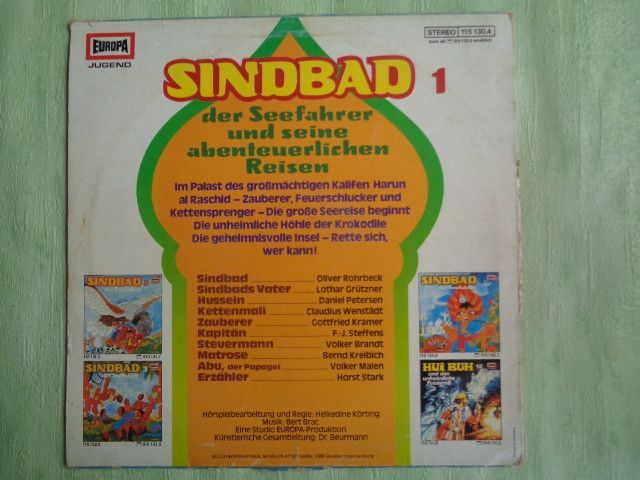 EUROPA
JUGEND
STEREO 115 130.4
SINDBAD 1
der Seefahrer
und seine
abenteuerlichen
Reisen
Im Palast des großmächtigen Kalifen Harun
al Raschid – Zauberer, Feuerschlucker und
Kettensprenger – Die große Seereise beginnt
Die unheimliche Höhle der Krokodile
Die geheimnisvolle Insel – Rette sich,
wer kann!
Sindbad Oliver Rohrbeck
Sindbads Vater Lothar Grützner
Hussein Daniel Petersen
Kettenmali Claudius Wenstädt
Zauberer Gottfried Kramer
Kapitän F.-J. Steffens
Steuermann Volker Brandt
Matrose Bernd Kreibich
Abu, der Papagei Volker Malen
Erzähler Horst Stark
SINDBAD 2
SINDBAD 3
SINDBAD
HUI BUH
und das
Hörspielbearbeitung und Regie: Heikedine Körting
Musik: Bert Brac
Eine Studio EUROPA-Produktion
Künstlerische Gesamtleitung: Dr. Beurmann